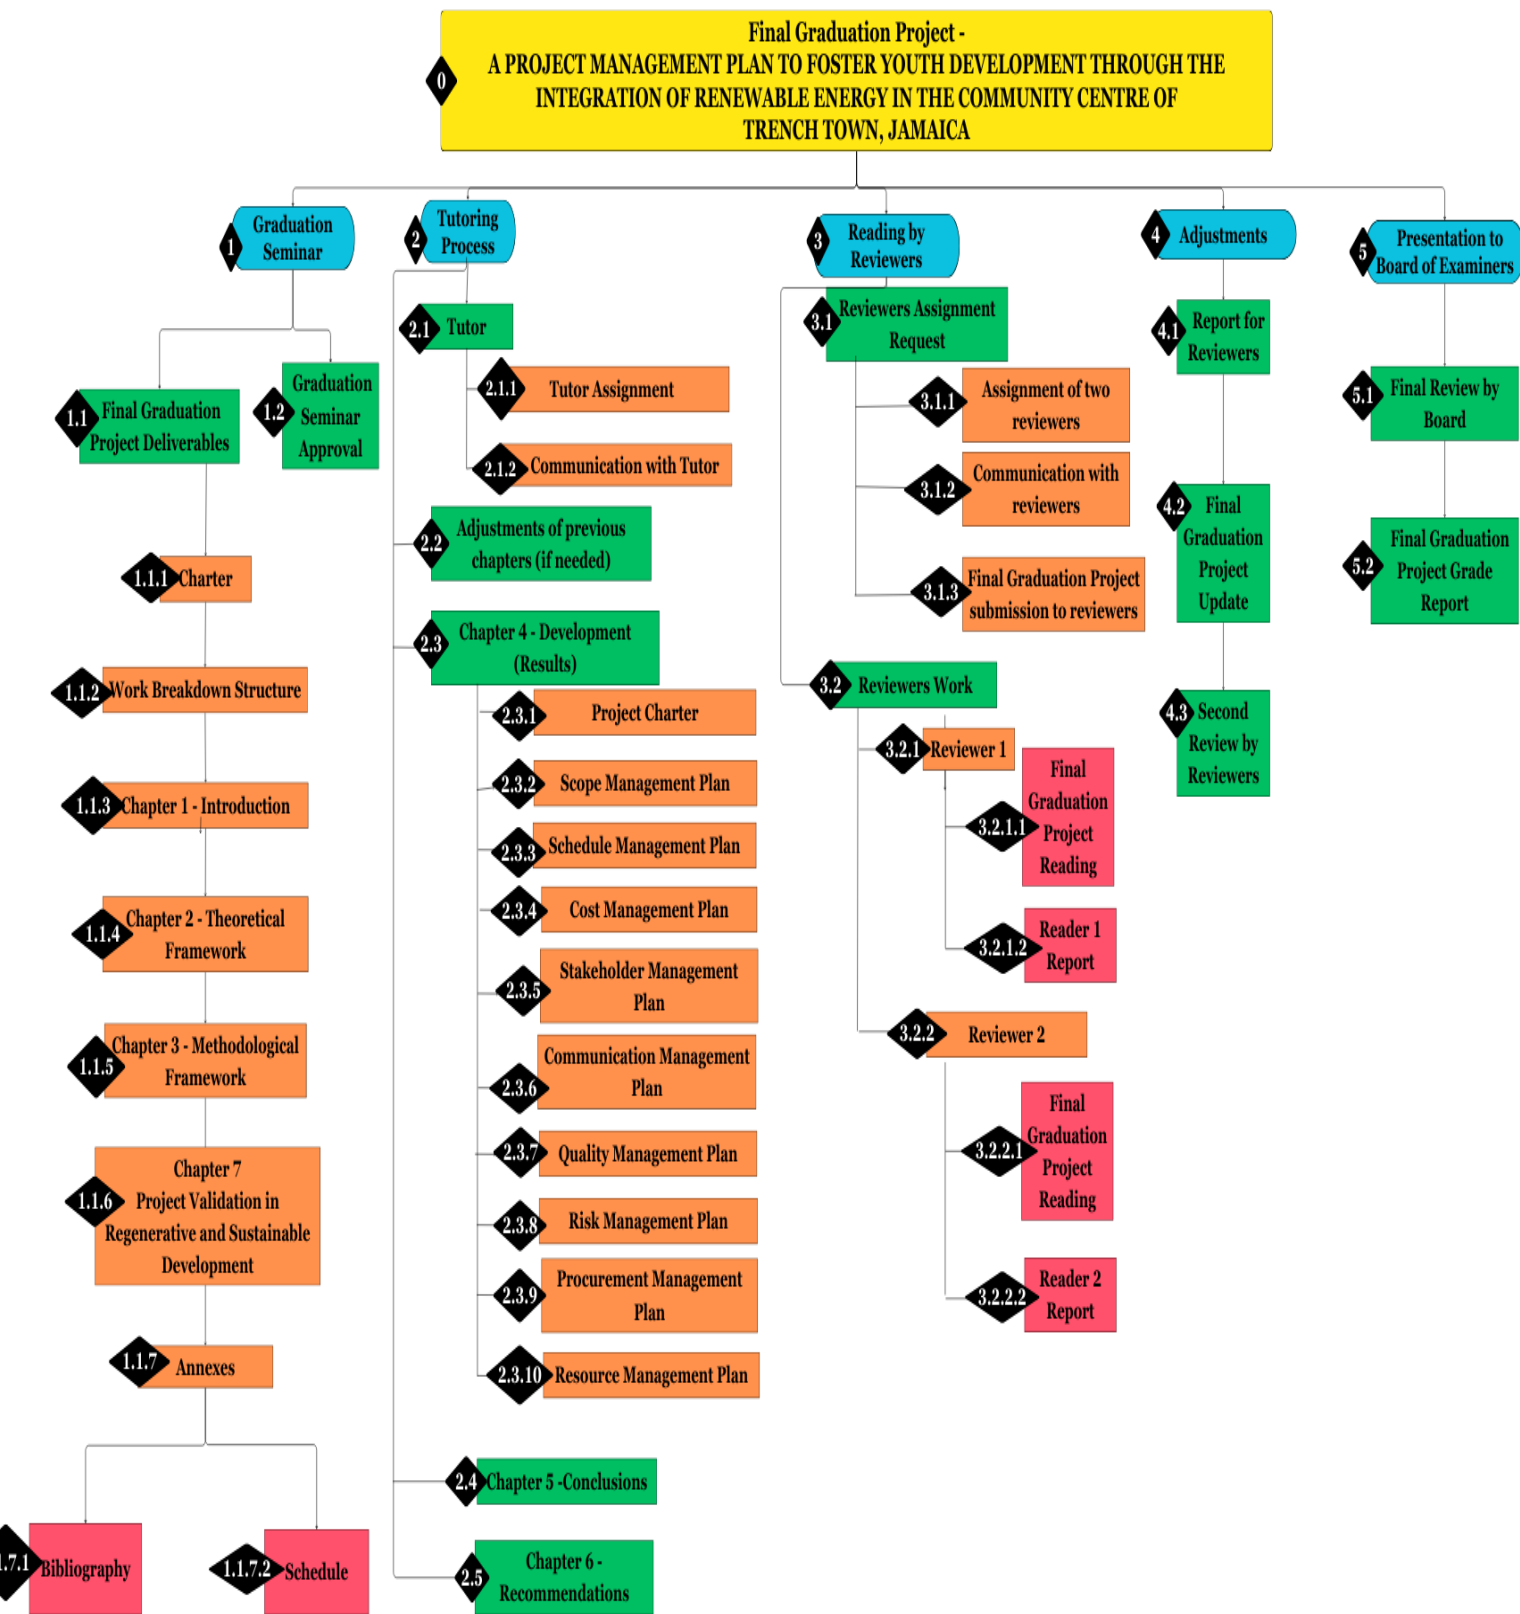 0
Final Graduation Project -
A PROJECT MANAGEMENT PLAN TO FOSTER YOUTH DEVELOPMENT THROUGH THE
INTEGRATION OF RENEWABLE ENERGY IN THE COMMUNITY CENTRE OF
TRENCH TOWN, JAMAICA
1
Graduation
Seminar
1.1
Final Graduation
Project Deliverables
1.2
Graduation
Seminar
Approval
1.1.1
Charter
1.1.2
Work Breakdown Structure
1.1.3
Chapter 1 - Introduction
1.1.4
Chapter 2 - Theoretical
Framework
1.1.5
Chapter 3 - Methodological
Framework
1.1.6
Chapter 7
Project Validation in
Regenerative and Sustainable
Development
1.1.7
Annexes
1.7.1
Bibliography
1.1.7.2
Schedule
2
Tutoring
Process
2.1
Tutor
2.1.1
Tutor Assignment
2.1.2
Communication with Tutor
2.2
Adjustments of previous
chapters (if needed)
2.3
Chapter 4 - Development
(Results)
2.3.1
Project Charter
2.3.2
Scope Management Plan
2.3.3
Schedule Management Plan
2.3.4
Cost Management Plan
2.3.5
Stakeholder Management
Plan
2.3.6
Communication Management
Plan
2.3.7
Quality Management Plan
2.3.8
Risk Management Plan
2.3.9
Procurement Management
Plan
2.3.10
Resource Management Plan
2.4
Chapter 5 -Conclusions
2.5
Chapter 6 -
Recommendations
3
Reading by
Reviewers
3.1
Reviewers Assignment
Request
3.1.1
Assignment of two
reviewers
3.1.2
Communication with
reviewers
3.1.3
Final Graduation Project
submission to reviewers
3.2
Reviewers Work
3.2.1
Reviewer 1
3.2.1.1
Final
Graduation
Project
Reading
3.2.1.2
Reader 1
Report
3.2.2
Reviewer 2
3.2.2.1
Final
Graduation
Project
Reading
3.2.2.2
Reader 2
Report
4
Adjustments
4.1
Report for
Reviewers
4.2
Final
Graduation
Project
Update
4.3
Second
Review by
Reviewers
5
Presentation to
Board of Examiners
5.1
Final Review by
Board
5.2
Final Graduation
Project Grade
Report